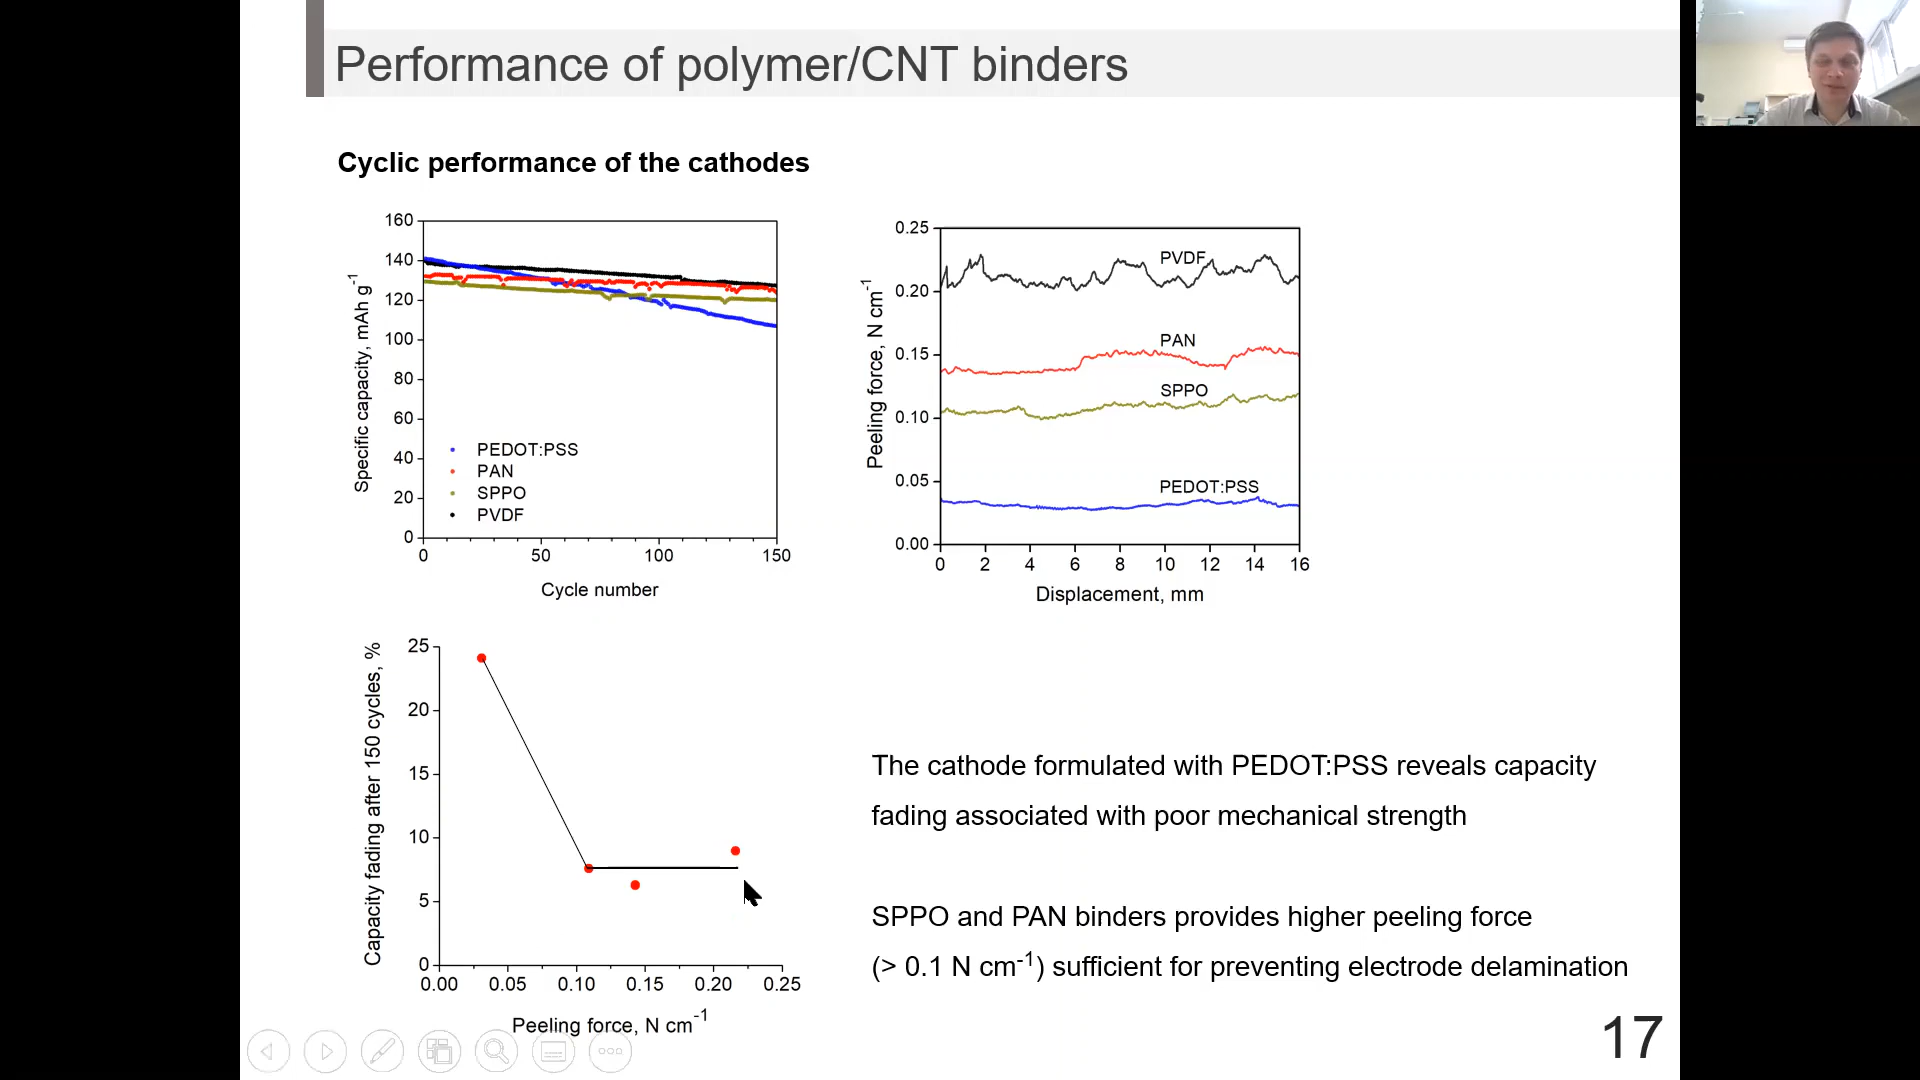 Performance of polymer/CNT binders
Cyclic performance of the cathodes
160
140
120
100
80
60
40
20
0
Specific capacity, mAh g-1
PEDOT:PSS
PAN
SPPO
PVDF
0 50 100 150
Cycle number
0.25
0.20
0.15
0.10
0.05
0.00
Peeling force, N cm-1
PVDF
PAN
SPPO
PEDOT:PSS
0 2 4 6 8 10 12 14 16
Displacement, mm
25
20
15
10
5
0
Capacity fading after 150 cycles, %
0.00 0.05 0.10 0.15 0.20 0.25
Peeling force, N cm-1
The cathode formulated with PEDOT:PSS reveals capacity
fading associated with poor mechanical strength
SPPO and PAN binders provides higher peeling force
(> 0.1 N cm-1) sufficient for preventing electrode delamination
17